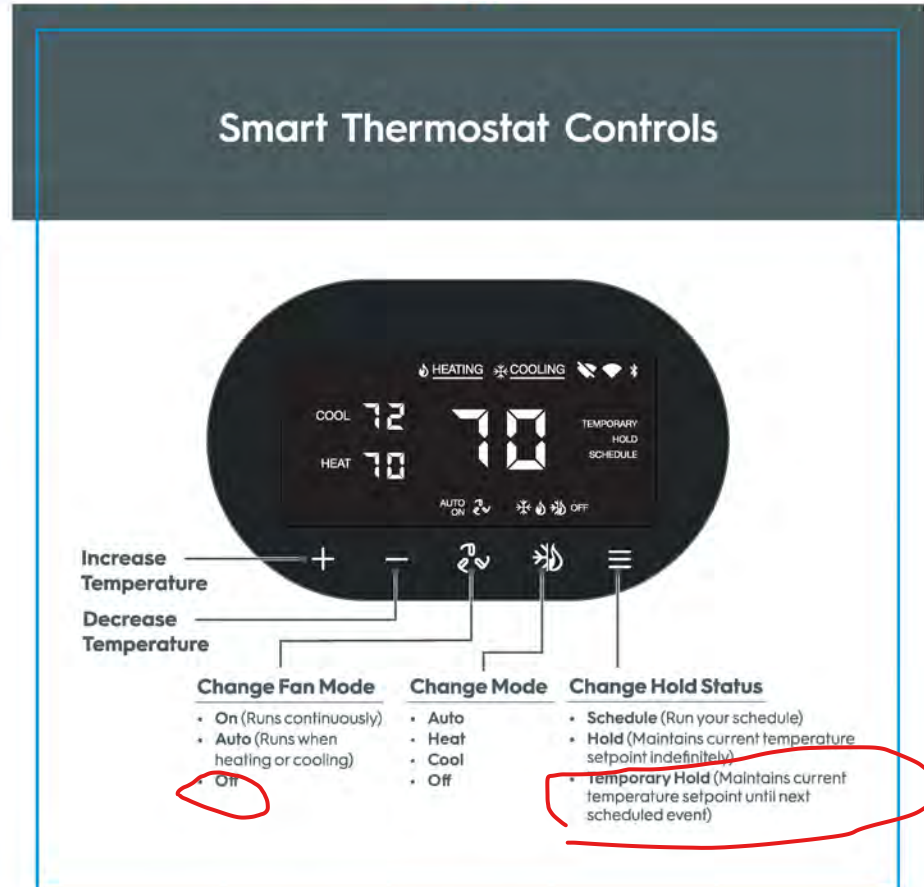 Smart Thermostat Controls
HEATING COOLING
COOL 72
70
TEMPORARY
HOLD
SCHEDULE
HEAT 70
AUTO
ON
OFF
Increase
Temperature
Decrease
Temperature
Change Fan Mode
• On (Runs continuously)
• Auto (Runs when
heating or cooling)
• Off
Change Mode
• Auto
• Heat
• Cool
• Off
Change Hold Status
• Schedule (Run your schedule)
• Hold (Maintains current temperature
setpoint indefinitely)
• Temporary Hold (Maintains current
temperature setpoint until next
scheduled event)